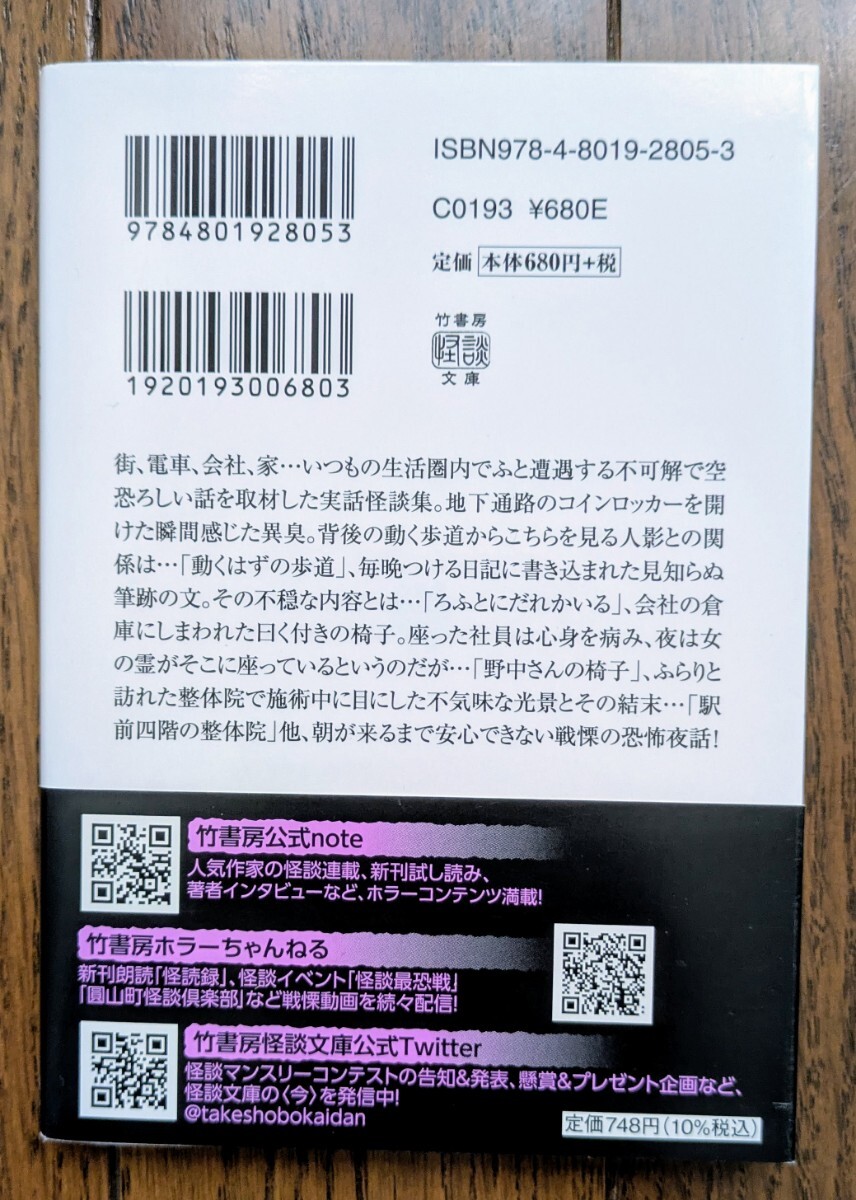 ISBN978-4-8019-2805-3
9784801928053
C0193 ¥680E
定価 本体680円+税
1920193006803
竹書房
怪談
文庫
街、電車、会社、家…いつもの生活圏内でふと遭遇する不可解で空
恐ろしい話を取材した実話怪談集。地下通路のコインロッカーを開
けた瞬間感じた異臭。背後の動く歩道からこちらを見る人影との関
係は…「動くはずの歩道」、毎晩つける日記に書き込まれた見知らぬ
筆跡の文。その不穏な内容とは…「ろふとにだれかいる」、会社の倉
庫にしまわれた曰く付きの椅子。座った社員は心身を病み、夜は女
の霊がそこに座っているというのだが…「野中さんの椅子」、ふらりと
訪れた整体院で施術中に目にした不気味な光景とその結末…「駅
前四階の整体院」他、朝が来るまで安心できない戦慄の恐怖夜話!
竹書房公式note
人気作家の怪談連載、新刊試し読み、
著者インタビューなど、ホラーコンテンツ満載!
竹書房ホラーちゃんねる
新刊朗読「怪読録」、怪談イベント「怪談最恐戦」
「圓山町怪談倶楽部」など戦慄動画を続々配信!
竹書房怪談文庫公式Twitter
怪談マンスリーコンテストの告知&発表、懸賞&プレゼント企画など、
怪談文庫の〈今〉を発信中!
@takeshobokaidan
定価748円(10%税込)